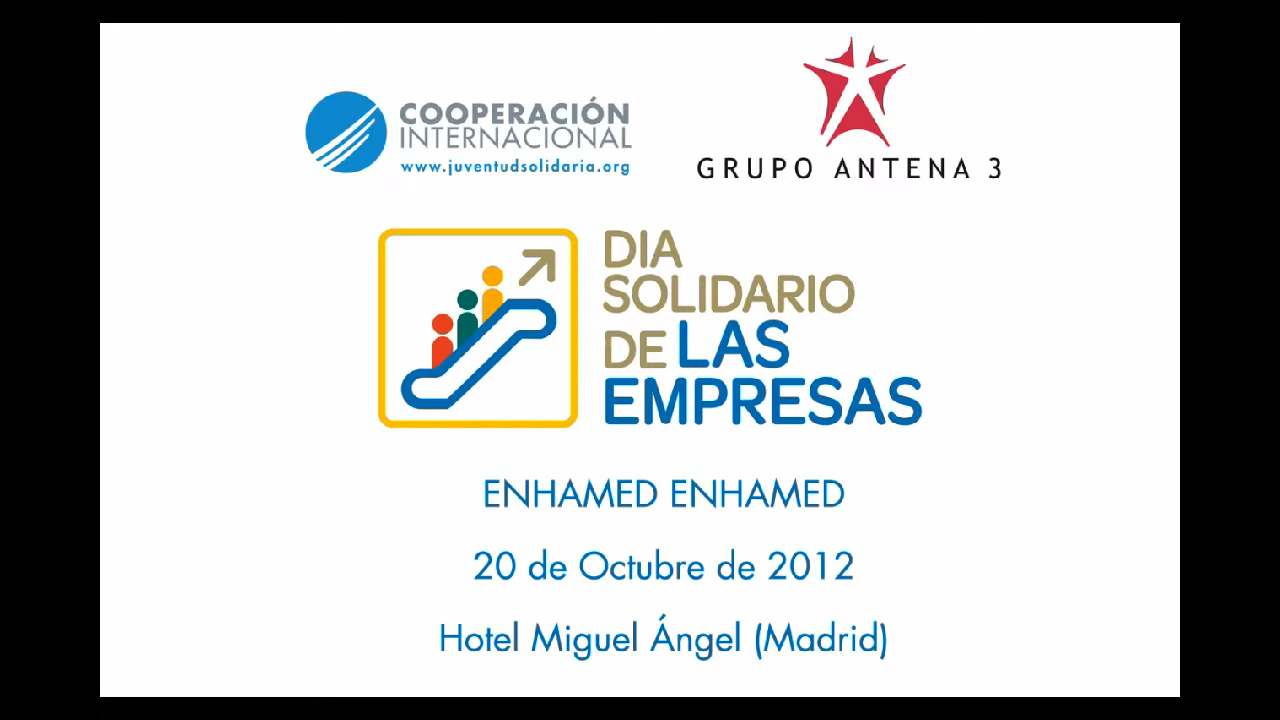 COOPERACIÓN
INTERNACIONAL
www.juventudsolidaria.org
GRUPO ANTENA 3
DIA
SOLIDARIO
DE LAS
EMPRESAS
ENHAMED ENHAMED
20 de Octubre de 2012
Hotel Miguel Ángel (Madrid)